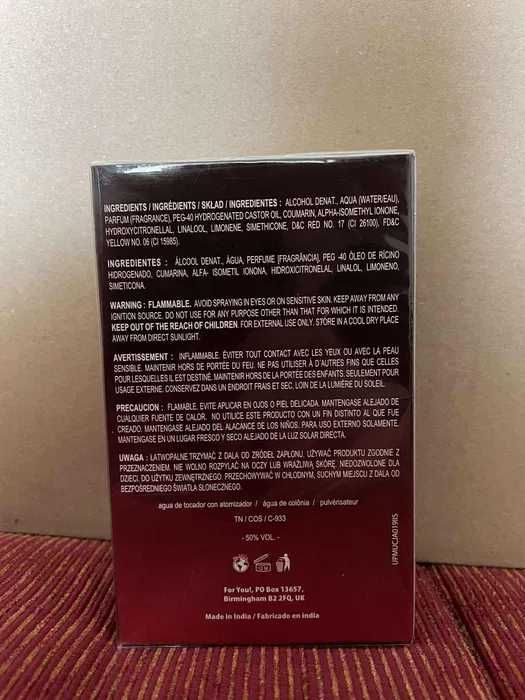 INGREDIENTS / INGRÉDIENTS / SKŁAD / INGREDIENTES : ALCOHOL DENAT., AQUA (WATER/EAU),
PARFUM (FRAGRANCE), PEG-40 HYDROGENATED CASTOR OIL, COUMARIN, ALPHA-ISOMETHYL IONONE,
HYDROXYCITRONELLAL, LINALOOL, LIMONENE, SIMETHICONE, D&C RED NO. 17 (CI 26100), FD&C
YELLOW NO. 06 (CI 15985).
INGREDIENTES : ÁLCOOL DENAT., ÁGUA, PERFUME [FRAGRÂNCIA], PEG -40 ÓLEO DE RÍCINO
HIDROGENADO, CUMARINA, ALFA- ISOMETIL IONONA, HIDROXICITRONELAL, LINALOL, LIMONENO,
SIMETICONA.
WARNING : FLAMMABLE. AVOID SPRAYING IN EYES OR ON SENSITIVE SKIN. KEEP AWAY FROM ANY
IGNITION SOURCE. DO NOT USE FOR ANY PURPOSE OTHER THAN THAT FOR WHICH IT IS INTENDED.
KEEP OUT OF THE REACH OF CHILDREN. FOR EXTERNAL USE ONLY. STORE IN A COOL DRY PLACE
AWAY FROM DIRECT SUNLIGHT.
AVERTISSEMENT : INFLAMMABLE. ÉVITER TOUT CONTACT AVEC LES YEUX OU AVEC LA PEAU
SENSIBLE. MAINTENIR HORS DE PORTÉE DU FEU. NE PAS UTILISER À D'AUTRES FINS QUE CELLES
POUR LESQUELLES IL EST DESTINÉ. MAINTENIR HORS DE LA PORTÉE DES ENFANTS. SEULEMENT POUR
USAGE EXTERNE. CONSERVEZ DANS UN ENDROIT FRAIS ET SEC, LOIN DE LA LUMIÈRE DU SOLEIL.
PRECAUCION : FLAMABLE. EVITE APLICAR EN OJOS O PIEL DELICADA. MANTENGASE ALEJADO DE
CUALQUIER FUENTE DE CALOR. NO UTILICE ESTE PRODUCTO CON UN FIN DISTINTO AL QUE FUE
CREADO. MANTENGASE ALEJADO DEL ALACANCE DE LOS NIÑOS. PARA USO EXTERNO SOLAMENTE.
MANTENGASE EN UN LUGAR FRESCO Y SECO ALEJADO DE LA LUZ SOLAR DIRECTA.
UWAGA : ŁATWOPALNE.TRZYMAĆ Z DALA OD ŹRÓDEŁ ZAPŁONU, UŻYWAĆ PRODUKTU ZGODNIE Z
PRZEZNACZENIEM. NIE WOLNO ROZPYLAĆ NA OCZY LUB WRAŻLIWĄ SKÓRĘ. NIEDOZWOLONE DLA
DZIECI. DO UŻYTKU ZEWNĘTRZNEGO. PRZECHOWYWAĆ W CHŁODNYM, SUCHYM MIEJSCU Z DALA OD
BEZPOŚREDNIEGO ŚWIATŁA SŁONECZNEGO.
agua de tocador con atomizador / água de colônia / pulvérisateur
TN / COS / C-933
- 50% VOL. -
For You!, PO Box 13657,
Birmingham B2 2FQ, UK
Made in India / Fabricado en india
UPMUCJA019IIS